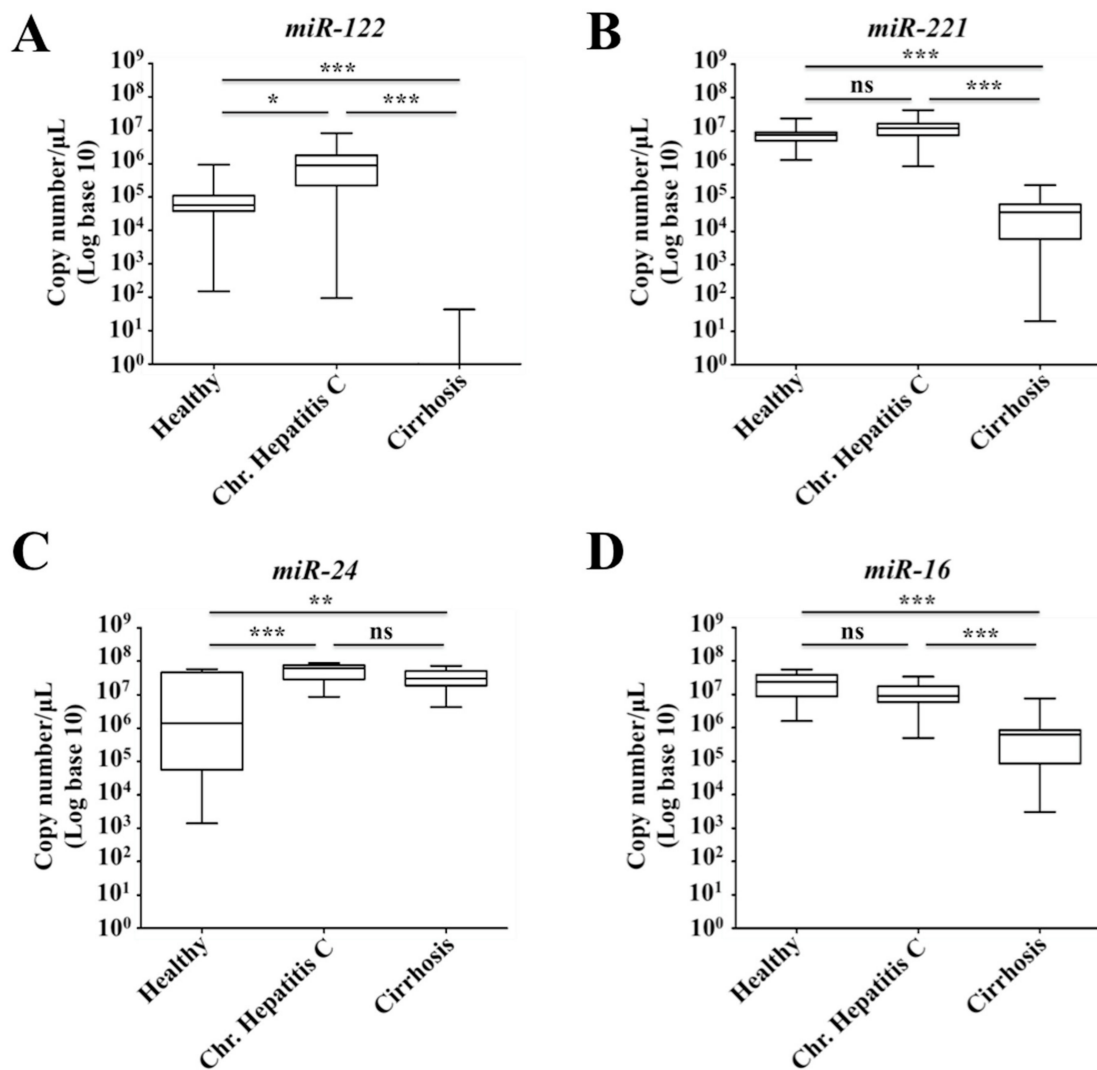 A
miR-122
Copy number/µL
(Log base 10)
10⁹
10⁸
10⁷
10⁶
10⁵
10⁴
10³
10²
10¹
10⁰
***
* ***
Healthy
Chr. Hepatitis C
Cirrhosis
B
miR-221
Copy number/µL
(Log base 10)
10⁹
10⁸
10⁷
10⁶
10⁵
10⁴
10³
10²
10¹
10⁰
***
ns ***
Healthy
Chr. Hepatitis C
Cirrhosis
C
miR-24
Copy number/µL
(Log base 10)
10⁹
10⁸
10⁷
10⁶
10⁵
10⁴
10³
10²
10¹
10⁰
**
*** ns
Healthy
Chr. Hepatitis C
Cirrhosis
D
miR-16
Copy number/µL
(Log base 10)
10⁹
10⁸
10⁷
10⁶
10⁵
10⁴
10³
10²
10¹
10⁰
***
ns ***
Healthy
Chr. Hepatitis C
Cirrhosis